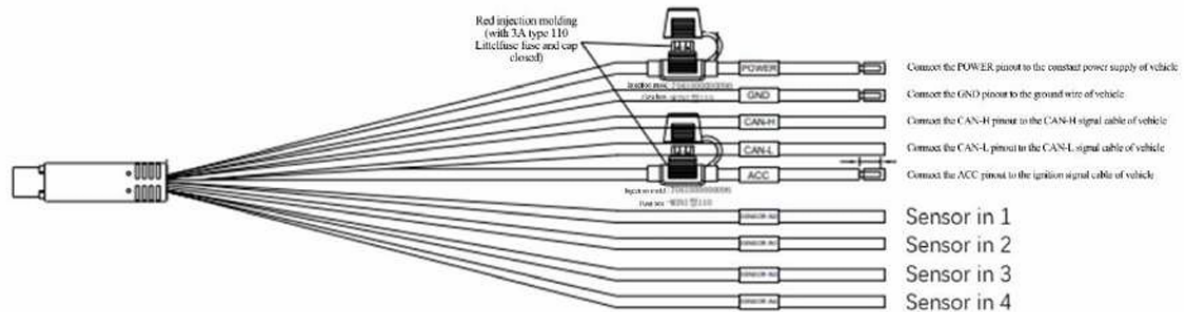 Red injection molding
(with 3A type 110
Littelfuse fuse and cap
closed)
POWER
Connect the POWER pinout to the constant power supply of vehicle
GND
Connect the GND pinout to the ground wire of vehicle
CAN-H
Connect the CAN-H pinout to the CAN-H signal cable of vehicle
CAN-L
Connect the CAN-L pinout to the CAN-L signal cable of vehicle
ACC
Connect the ACC pinout to the ignition signal cable of vehicle
Injection mold:
Sensor in 1
Sensor in 2
Sensor in 3
Sensor in 4